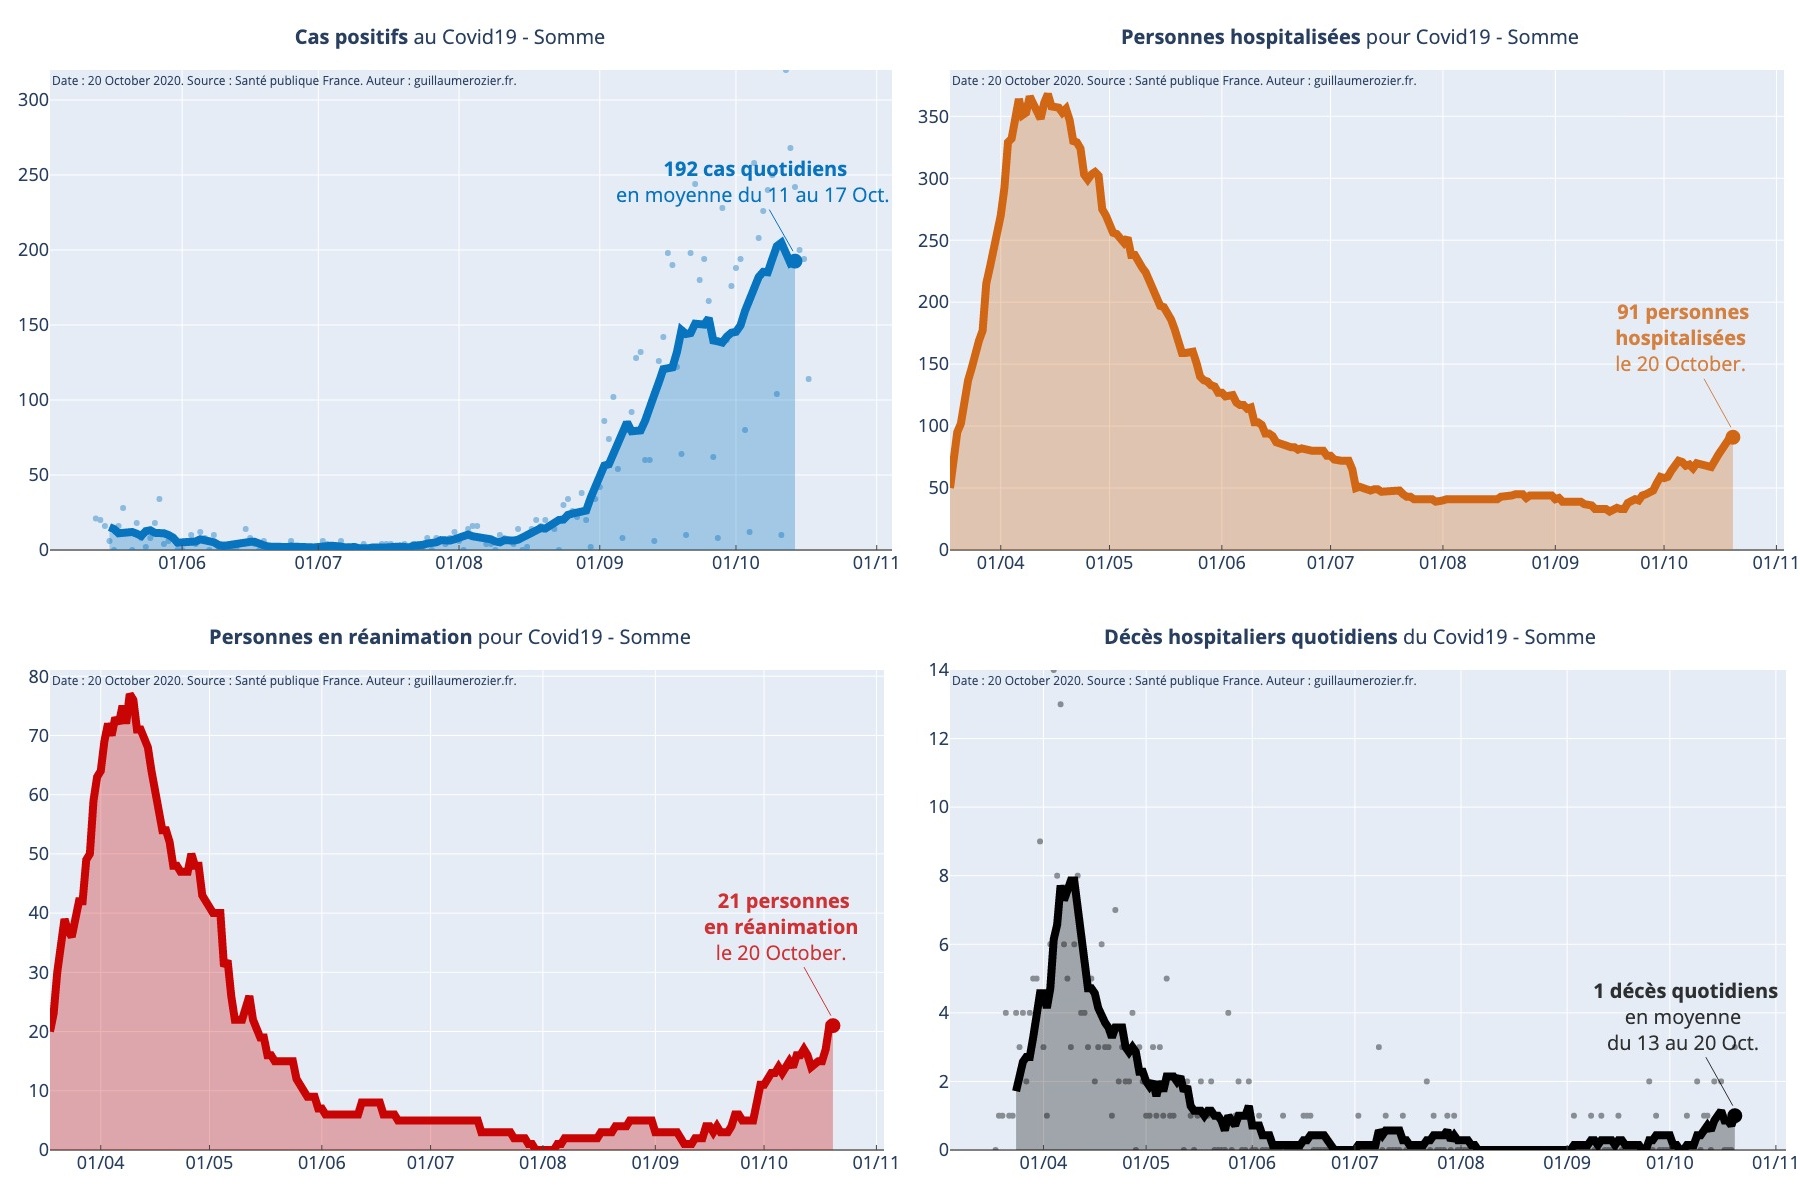 Cas positifs au Covid19 - Somme
Date : 20 October 2020. Source : Santé publique France. Auteur : guillaumerozier.fr.
300
250
200
150
100
50
0
192 cas quotidiens
en moyenne du 11 au 17 Oct.
01/06 01/07 01/08 01/09 01/10 01/11
Personnes hospitalisées pour Covid19 - Somme
Date : 20 October 2020. Source : Santé publique France. Auteur : guillaumerozier.fr.
350
300
250
200
150
100
50
0
91 personnes
hospitalisées
le 20 October.
01/04 01/05 01/06 01/07 01/08 01/09 01/10 01/11
Personnes en réanimation pour Covid19 - Somme
Date : 20 October 2020. Source : Santé publique France. Auteur : guillaumerozier.fr.
80
70
60
50
40
30
20
10
0
21 personnes
en réanimation
le 20 October.
01/04 01/05 01/06 01/07 01/08 01/09 01/10 01/11
Décès hospitaliers quotidiens du Covid19 - Somme
Date : 20 October 2020. Source : Santé publique France. Auteur : guillaumerozier.fr.
14
12
10
8
6
4
2
0
1 décès quotidiens
en moyenne
du 13 au 20 Oct.
01/04 01/05 01/06 01/07 01/08 01/09 01/10 01/11